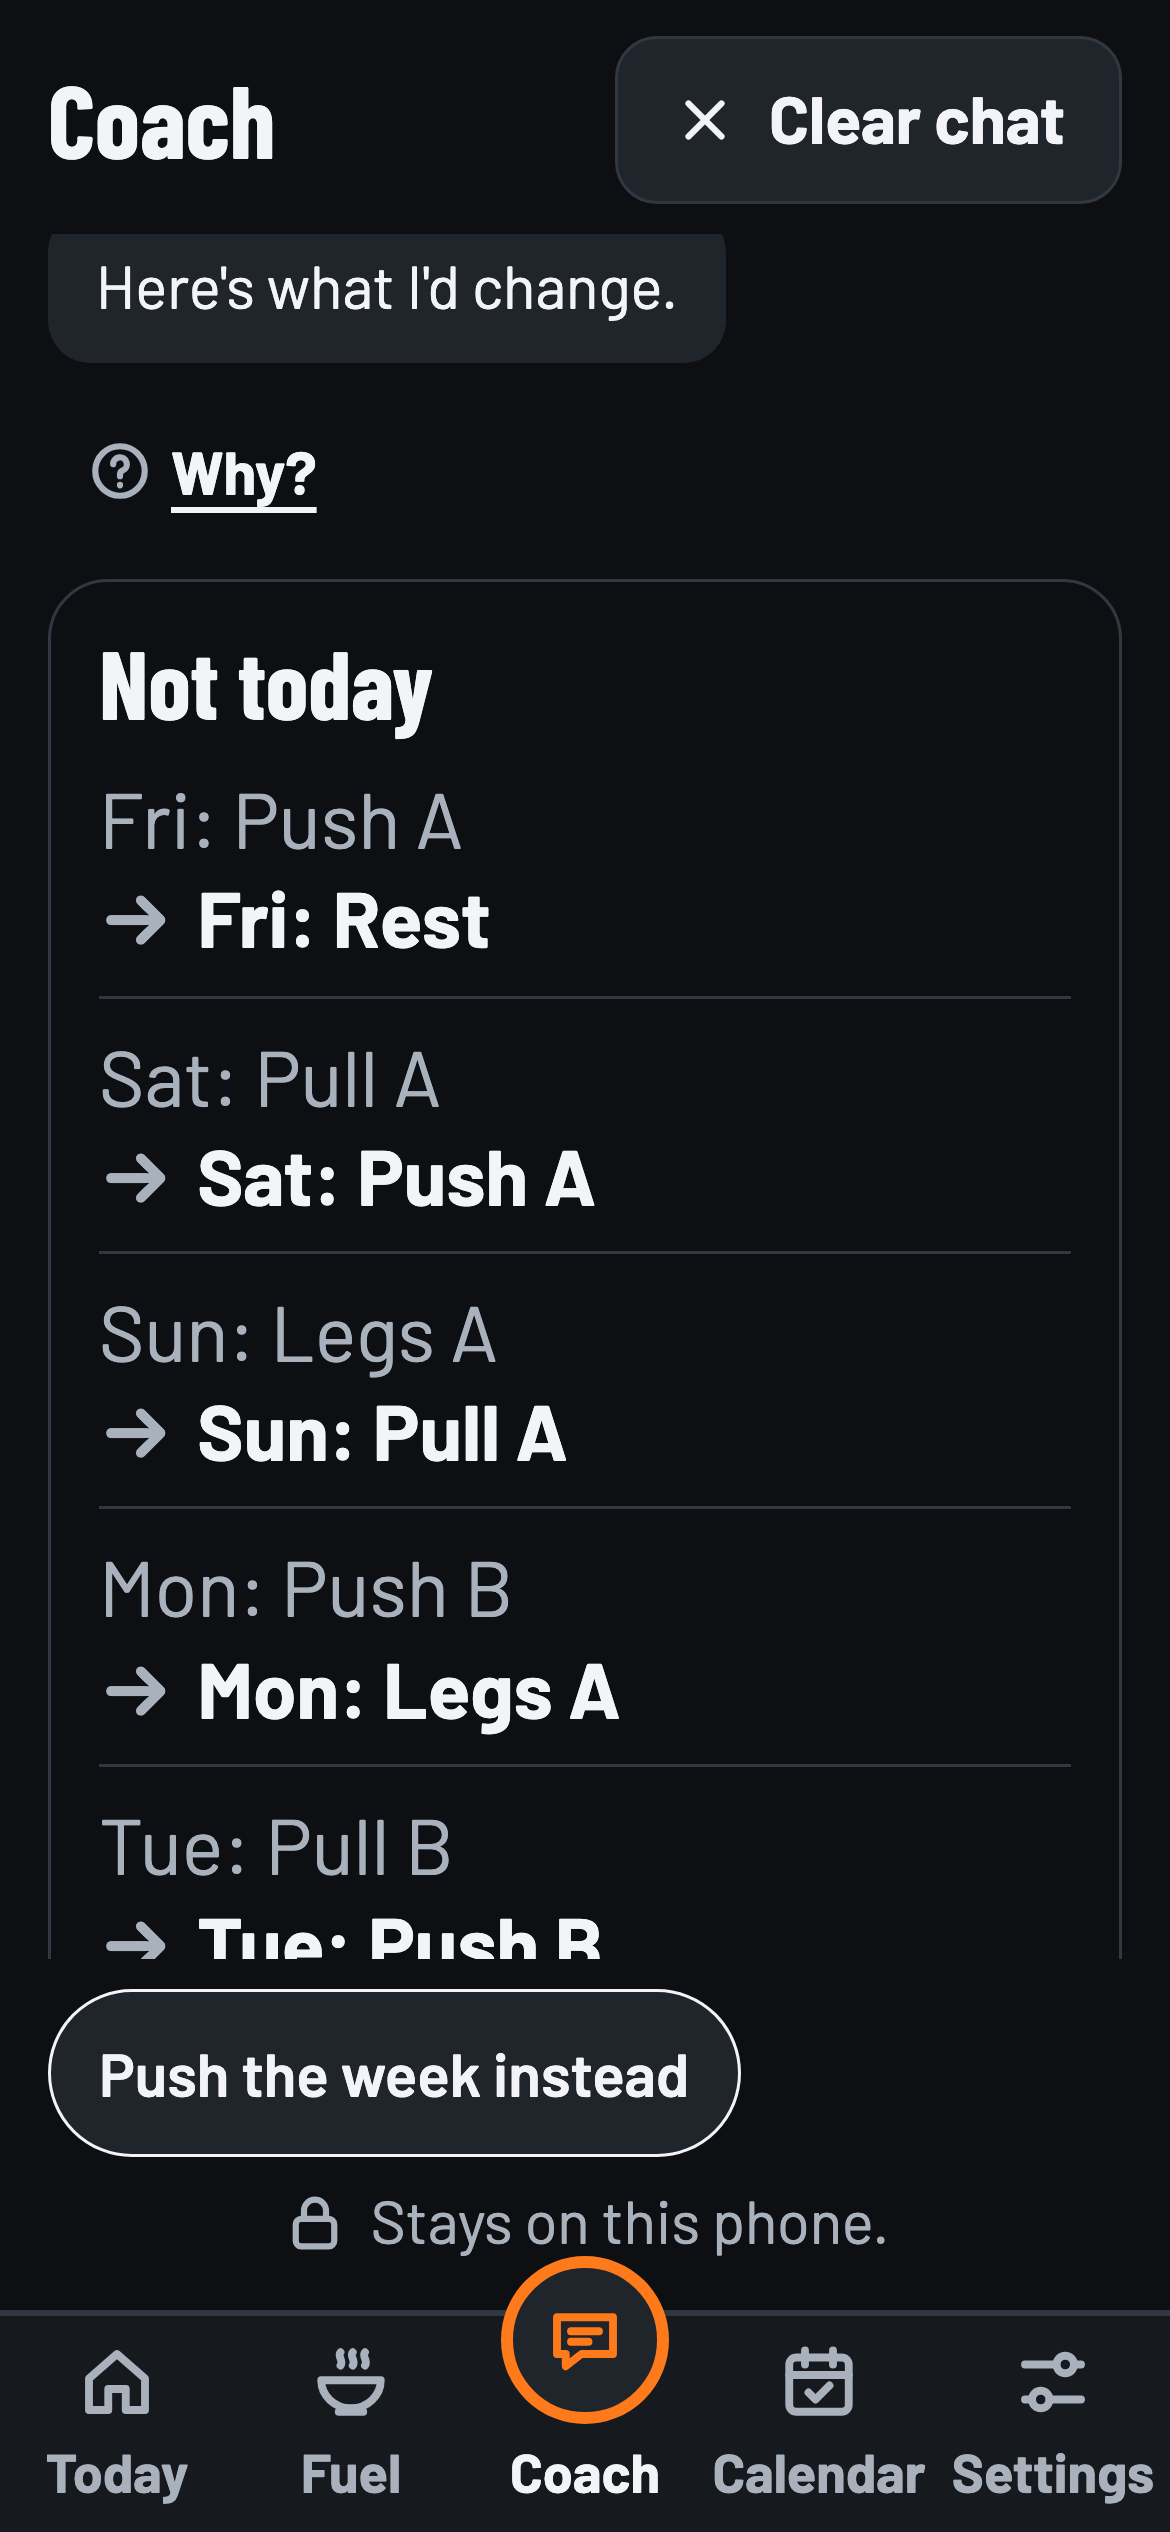 Coach
Clear chat
Here's what I'd change.
Why?
Not today
Fri: Push A
→ Fri: Rest
Sat: Pull A
→ Sat: Push A
Sun: Legs A
→ Sun: Pull A
Mon: Push B
→ Mon: Legs A
Tue: Pull B
→ Tue: Push B
Push the week instead
Stays on this phone.
Today
Fuel
Coach
Calendar
Settings